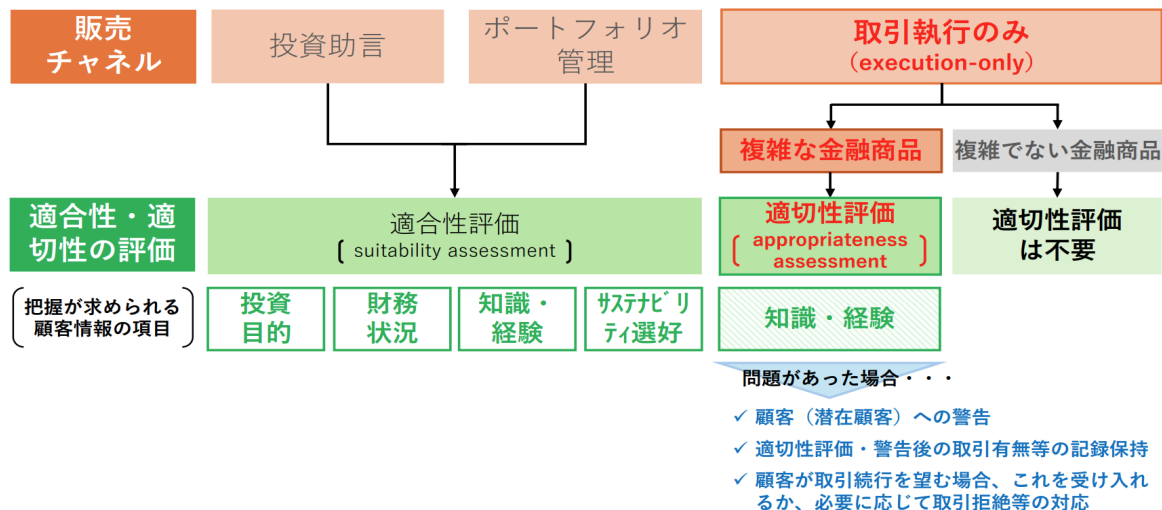 販売
チャネル
投資助言
ポートフォリオ
管理
取引執行のみ
（execution-only）
複雑な金融商品
複雑でない金融商品
適合性・適
切性の評価
適合性評価
suitability assessment
適切性評価
appropriateness
assessment
適切性評価
は不要
把握が求められる
顧客情報の項目
投資
目的
財務
状況
知識・
経験
ｻｽﾃﾅﾋﾞﾘ
ﾃｨ選好
知識・経験
問題があった場合・・・
✓ 顧客（潜在顧客）への警告
✓ 適切性評価・警告後の取引有無等の記録保持
✓ 顧客が取引続行を望む場合、これを受け入れ
るか、必要に応じて取引拒絶等の対応